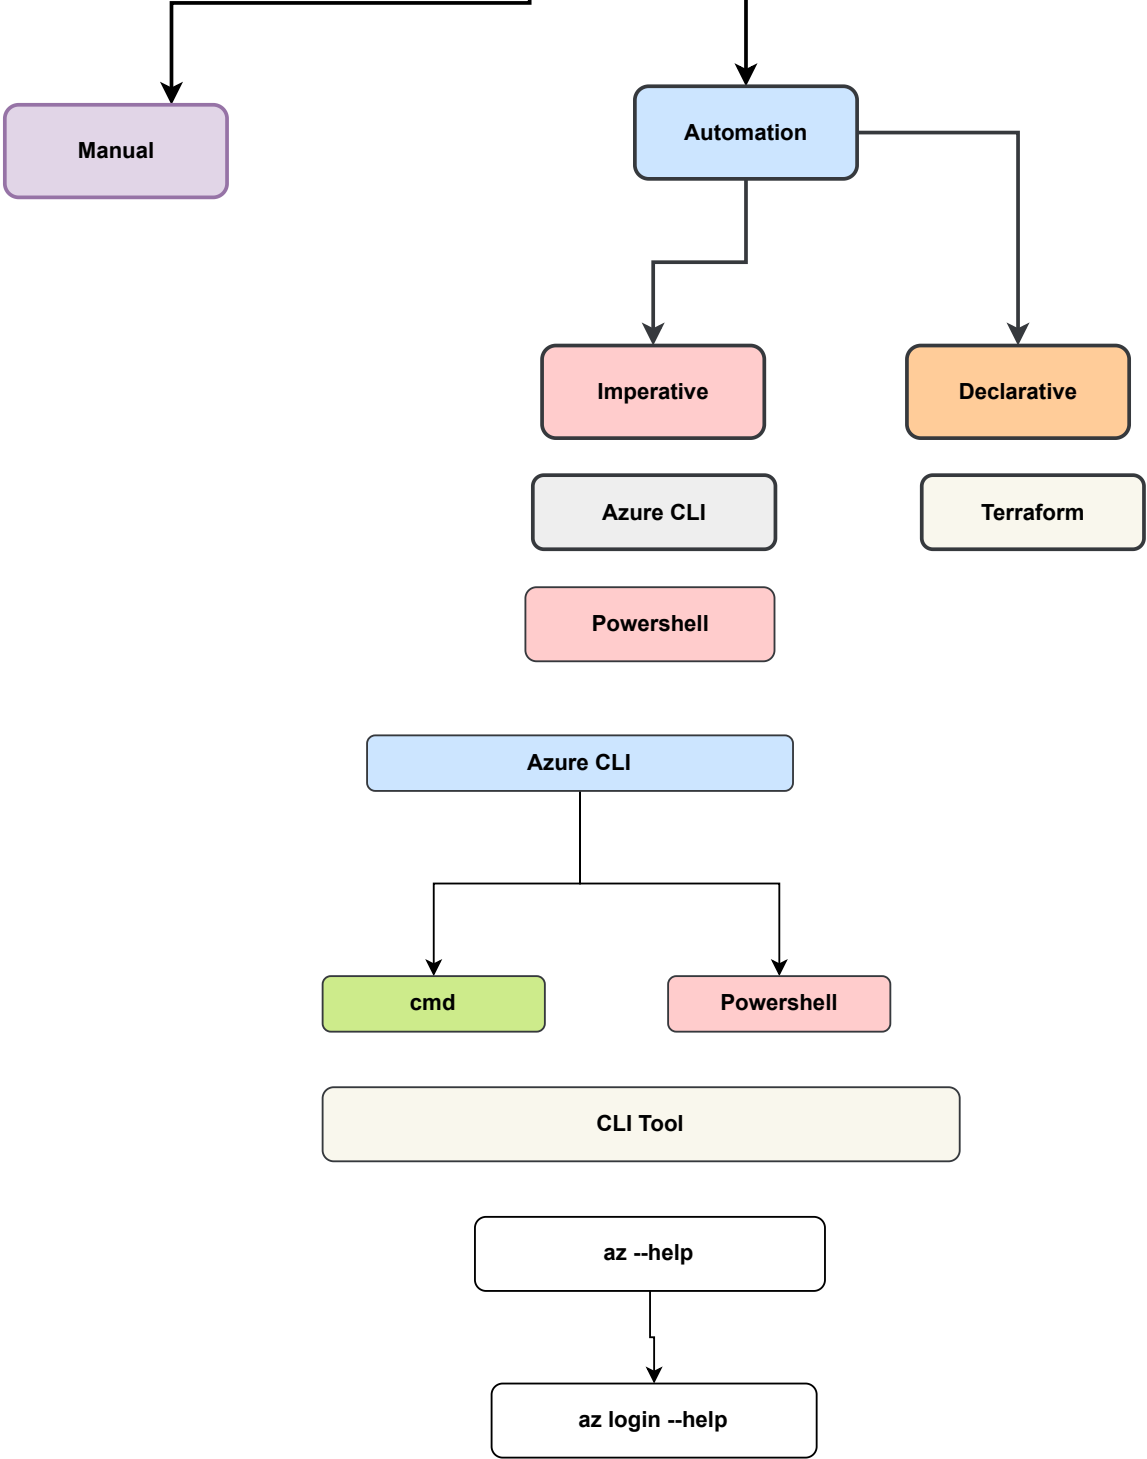 Manual
Automation
Imperative
Declarative
Azure CLI
Terraform
Powershell
Azure CLI
cmd
Powershell
CLI Tool
az --help
az login --help